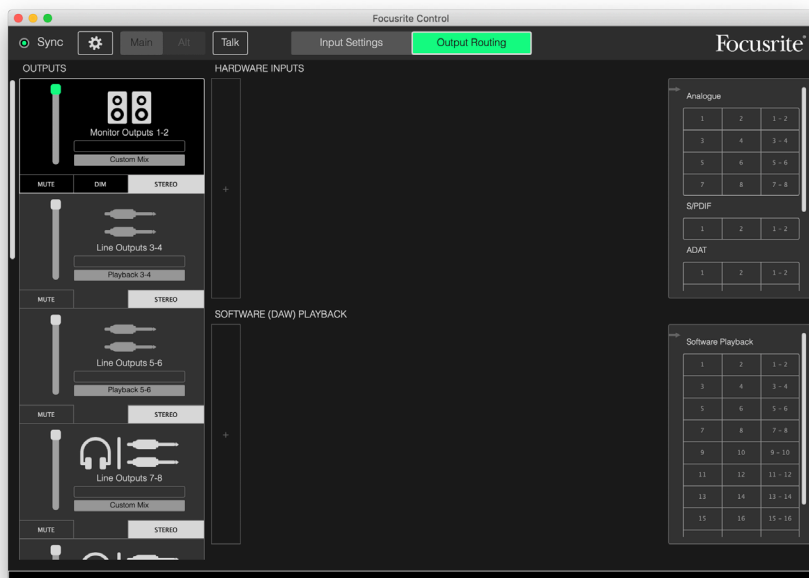 Focusrite Control
Sync
Main
Alt
Talk
Input Settings
Output Routing
Focusrite®
OUTPUTS
Monitor Outputs 1-2
Custom Mix
MUTE
DIM
STEREO
Line Outputs 3-4
Playback 3-4
MUTE
STEREO
Line Outputs 5-6
Playback 5-6
MUTE
STEREO
Line Outputs 7-8
Custom Mix
MUTE
STEREO
HARDWARE INPUTS
+
Analogue
1 2 1 - 2
3 4 3 - 4
5 6 5 - 6
7 8 7 - 8
S/PDIF
1 2 1 - 2
ADAT
1 2 1 - 2
SOFTWARE (DAW) PLAYBACK
+
Software Playback
1 2 1 - 2
3 4 3 - 4
5 6 5 - 6
7 8 7 - 8
9 10 9 - 10
11 12 11 - 12
13 14 13 - 14
15 16 15 - 16